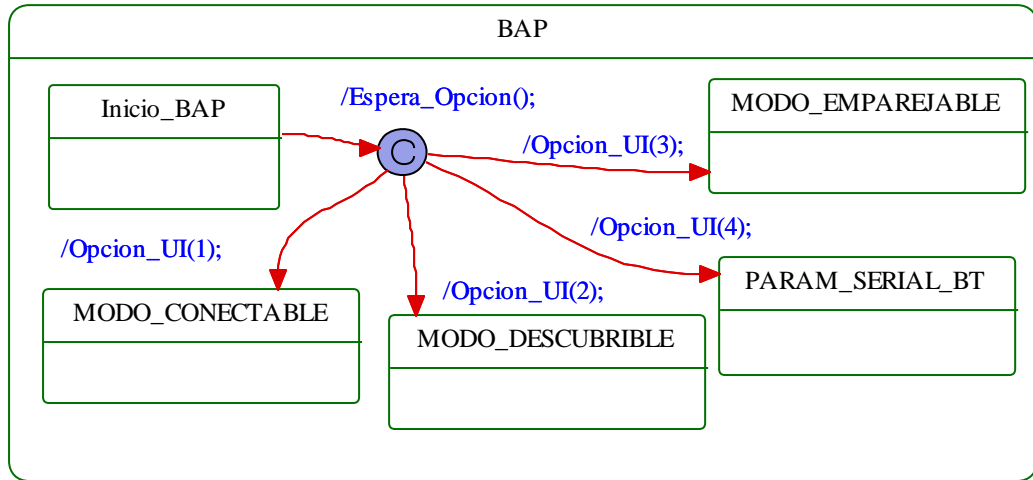 BAP
Inicio_BAP
/Espera_Opcion();
MODO_EMPAREJABLE
C
/Opcion_UI(3);
/Opcion_UI(4);
/Opcion_UI(1);
PARAM_SERIAL_BT
/Opcion_UI(2);
MODO_CONECTABLE
MODO_DESCUBRIBLE